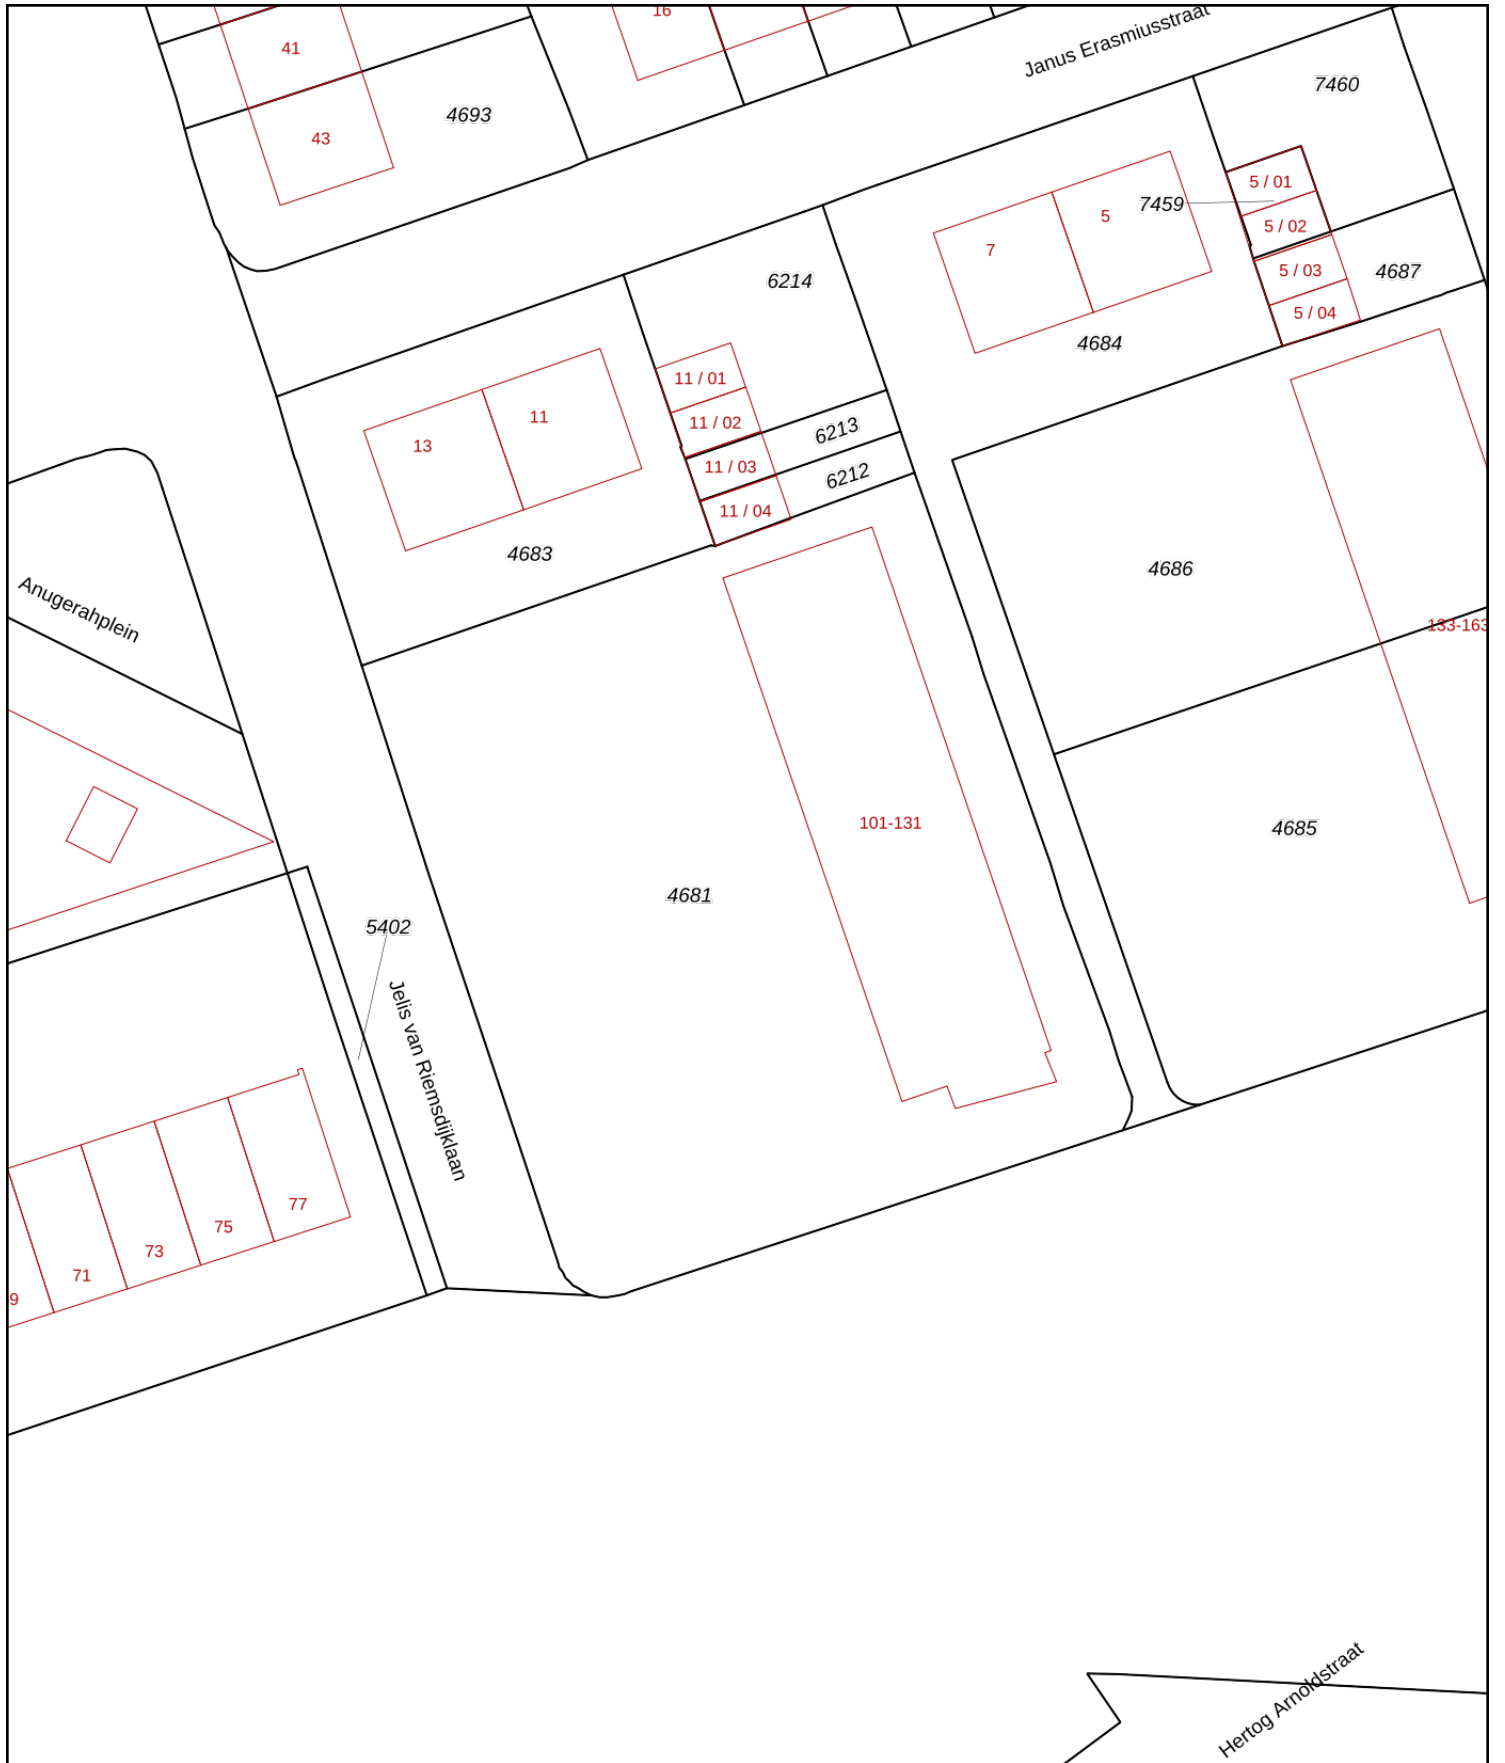 16
Janus Erasmiusstraat
41
7460
4693
43
5 / 01
7459
5
5 / 02
7
6214
5 / 03
4687
5 / 04
4684
11 / 01
11
11 / 02
6213
13
11 / 03
6212
11 / 04
4683
4686
Anugerahplein
133-163
101-131
4685
4681
5402
Jelis van Riemsdijklaan
77
75
73
71
9
Hertog Arnoldstraat